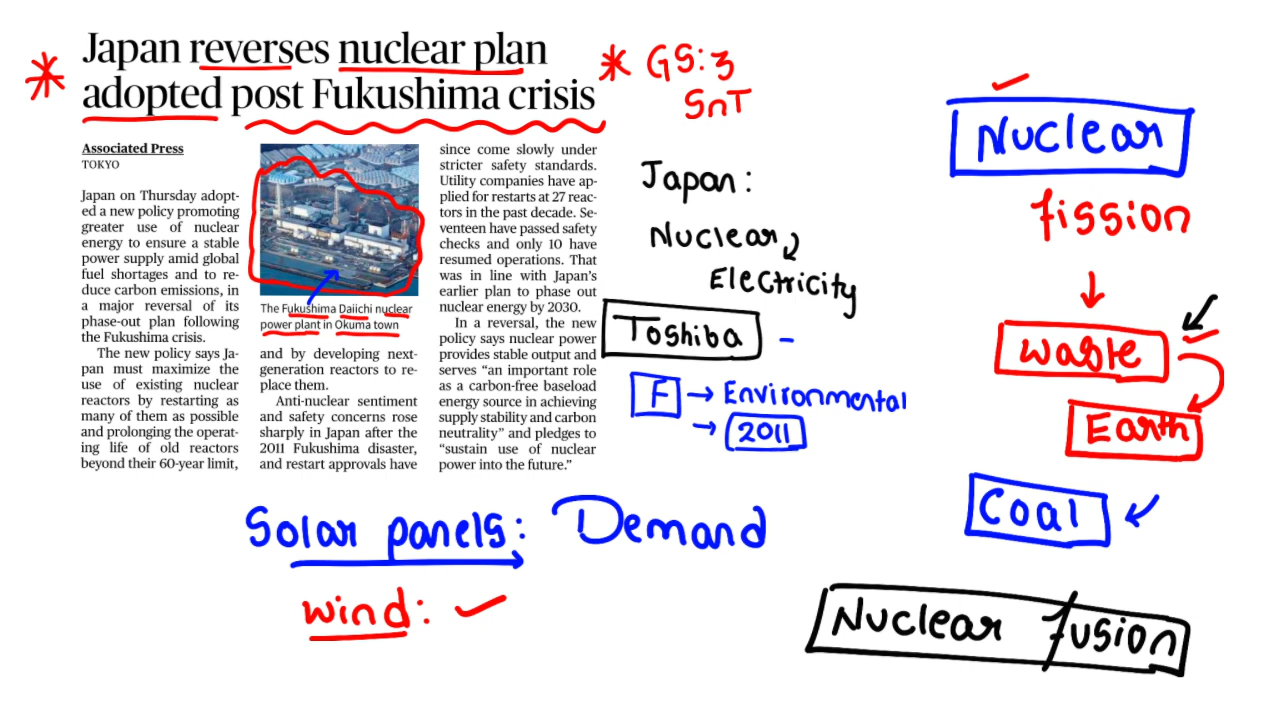 Japan reverses nuclear plan
adopted post Fukushima crisis
Associated Press
TOKYO
Japan on Thursday adopt-
ed a new policy promoting
greater use of nuclear
energy to ensure a stable
power supply amid global
fuel shortages and to re-
duce carbon emissions, in
a major reversal of its
phase-out plan following
the Fukushima crisis.
The new policy says Ja-
pan must maximize the
use of existing nuclear
reactors by restarting as
many of them as possible
and prolonging the operat-
ing life of old reactors
beyond their 60-year limit,
The Fukushima Daiichi nuclear
power plant in Okuma town
and by developing next-
generation reactors to re-
place them.
Anti-nuclear sentiment
and safety concerns rose
sharply in Japan after the
2011 Fukushima disaster,
and restart approvals have
since come slowly under
stricter safety standards.
Utility companies have ap-
plied for restarts at 27 reac-
tors in the past decade. Se-
venteen have passed safety
checks and only 10 have
resumed operations. That
was in line with Japan's
earlier plan to phase out
nuclear energy by 2030.
In a reversal, the new
policy says nuclear power
provides stable output and
serves “an important role
as a carbon-free baseload
energy source in achieving
supply stability and carbon
neutrality” and pledges to
“sustain use of nuclear
power into the future.”
GS:3
SnT
Japan:
Nuclear
Electricity
Toshiba
F → Environmental
→ 2011
Nuclear
fission
waste
Earth
Coal
Solar panels: Demand
wind:
Nuclear fusion